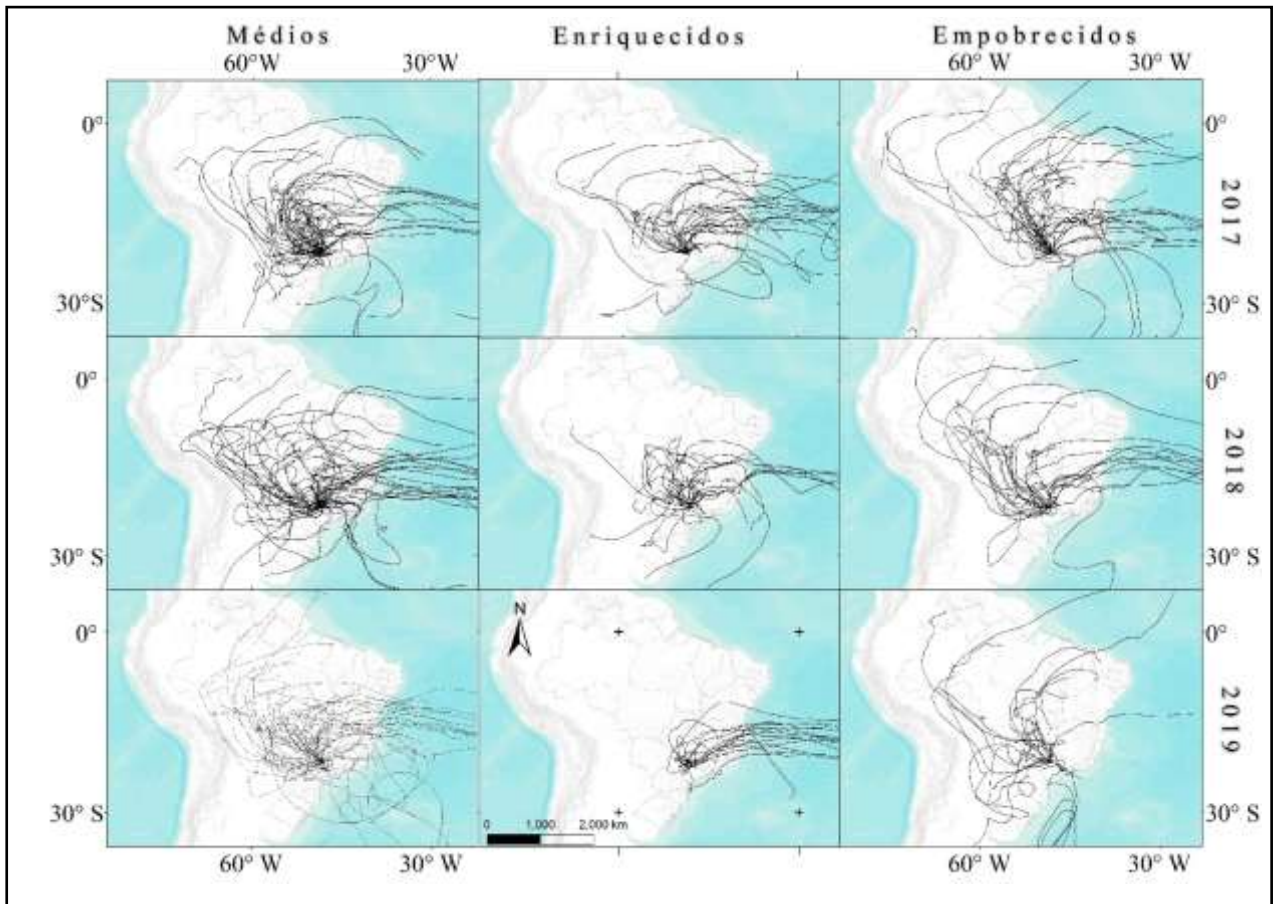 Médios Enriquecidos Empobrecidos
60°W 30°W 60° W 30° W
0° 0°
2017
30°S 30° S
0° 0°
2018
30° S 30° S
N
0° 0°
2019
30° S 30° S
0 1,000 2,000 km
60° W 30° W 60° W 30° W